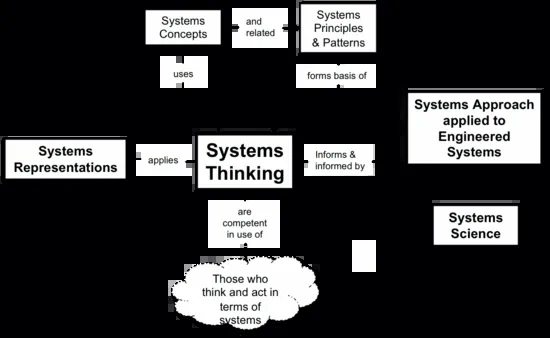 Systems
Concepts
and
related
Systems
Principles
& Patterns
uses
forms basis of
Systems Approach
applied to
Engineered
Systems
Systems
Representations
applies
Systems
Thinking
Informs &
informed by
Systems
Science
are
competent
in use of
Those who
think and act in
terms of
systems